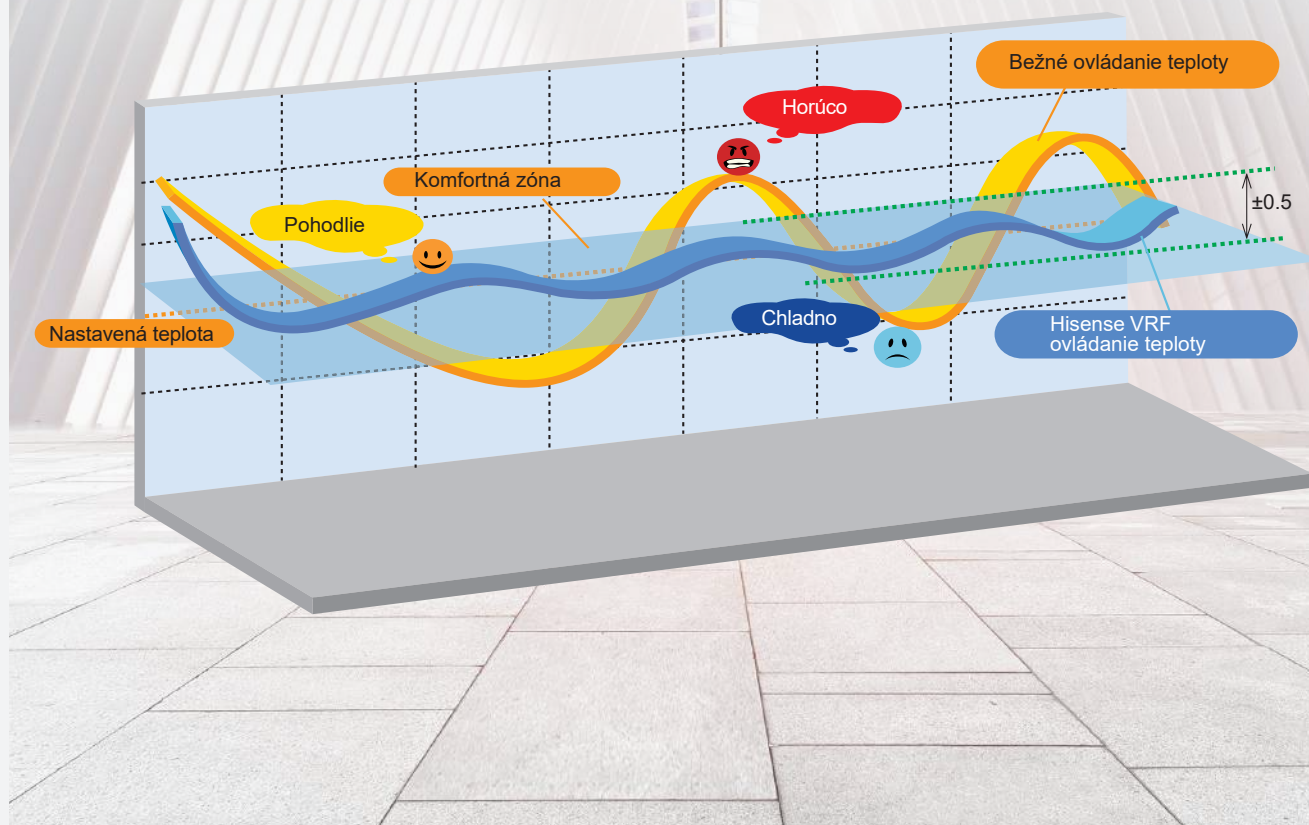 Bežné ovládanie teploty
Horúco
Komfortná zóna
±0.5
Pohodlie
Chladno
Hisense VRF
ovládanie teploty
Nastavená teplota